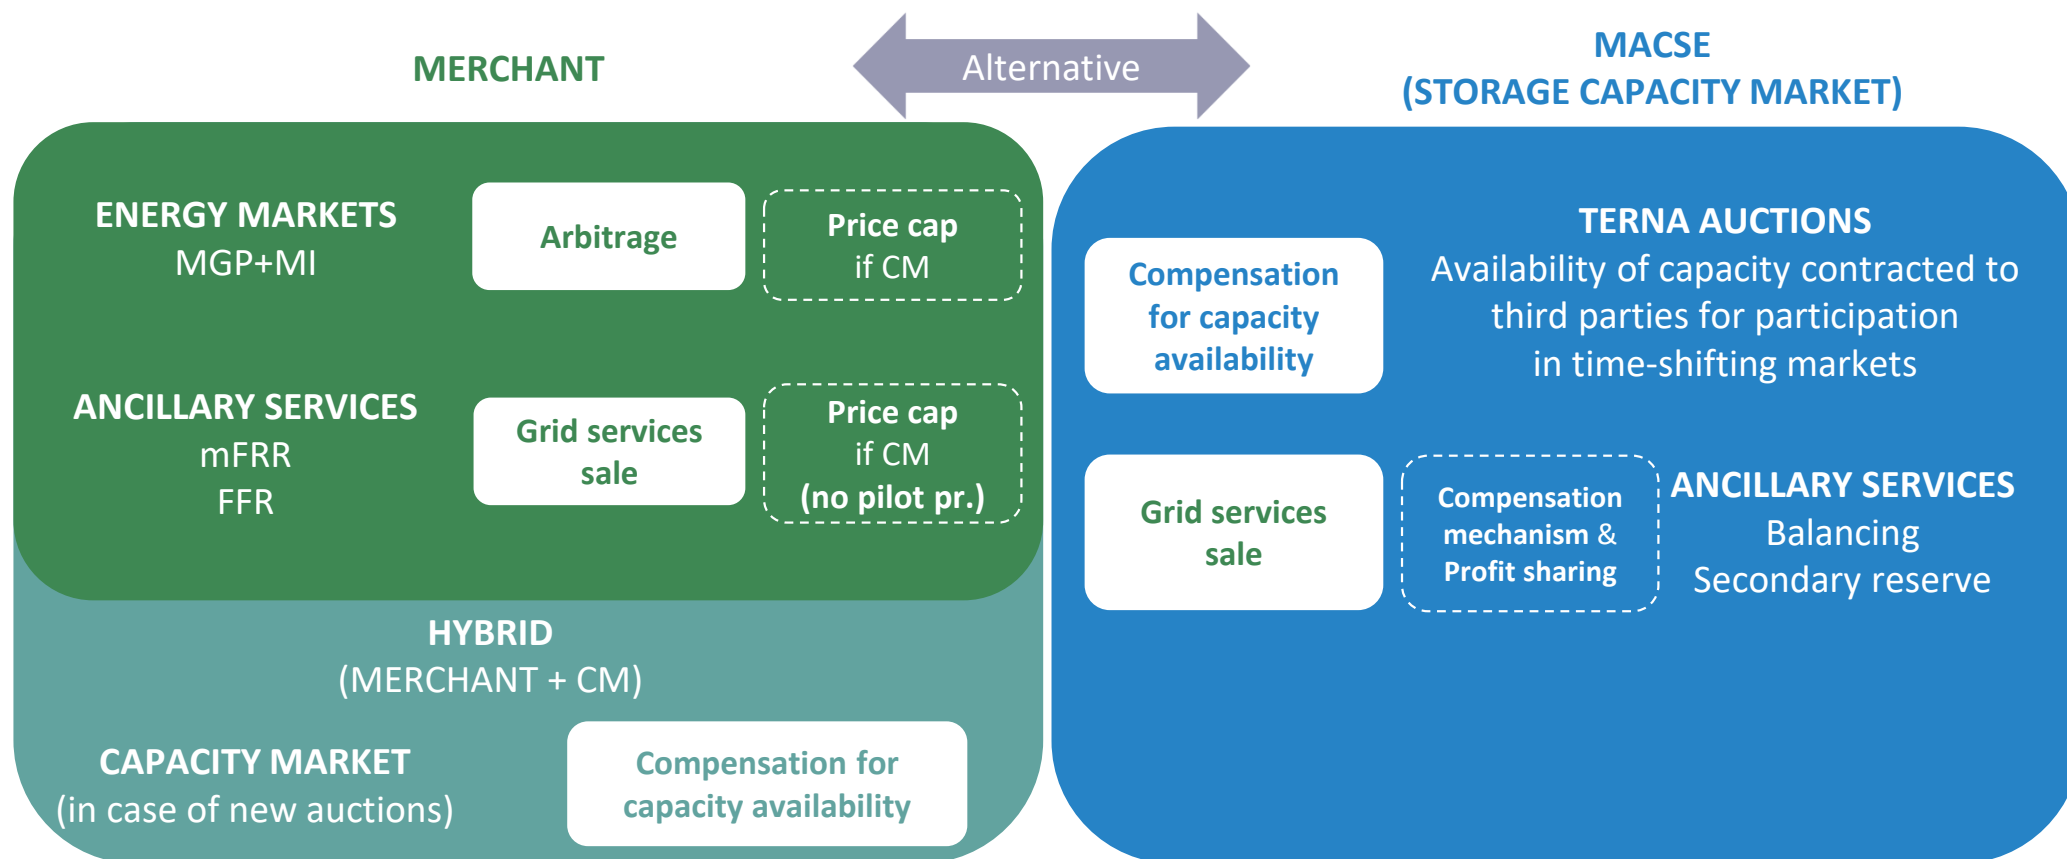 MERCHANT
Alternative
MACSE
(STORAGE CAPACITY MARKET)
ENERGY MARKETS
MGP+MI
Arbitrage
Price cap
if CM
ANCILLARY SERVICES
mFRR
FFR
Grid services
sale
Price cap
if CM
(no pilot pr.)
HYBRID
(MERCHANT + CM)
CAPACITY MARKET
(in case of new auctions)
Compensation for
capacity availability
Compensation
for capacity
availability
TERNA AUCTIONS
Availability of capacity contracted to
third parties for participation
in time-shifting markets
Grid services
sale
Compensation
mechanism &
Profit sharing
ANCILLARY SERVICES
Balancing
Secondary reserve